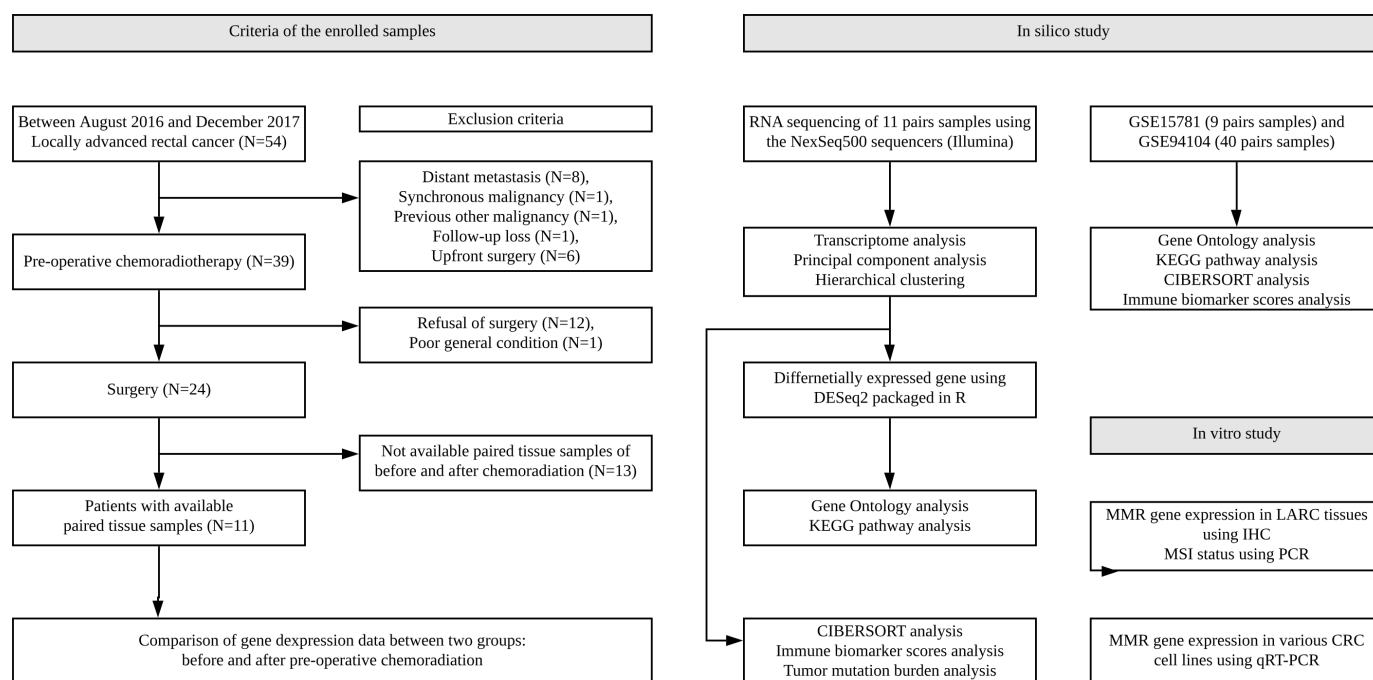 Criteria of the enrolled samples
Between August 2016 and December 2017
Locally advanced rectal cancer (N=54)
Exclusion criteria
Distant metastasis (N=8),
Synchronous malignancy (N=1),
Previous other malignancy (N=1),
Follow-up loss (N=1),
Upfront surgery (N=6)
Pre-operative chemoradiotherapy (N=39)
Refusal of surgery (N=12),
Poor general condition (N=1)
Surgery (N=24)
Not available paired tissue samples of
before and after chemoradiation (N=13)
Patients with available
paired tissue samples (N=11)
Comparison of gene dexpression data between two groups:
before and after pre-operative chemoradiation
In silico study
RNA sequencing of 11 pairs samples using
the NexSeq500 sequencers (Illumina)
Transcriptome analysis
Principal component analysis
Hierarchical clustering
Differnetially expressed gene using
DESeq2 packaged in R
Gene Ontology analysis
KEGG pathway analysis
CIBERSORT analysis
Immune biomarker scores analysis
Tumor mutation burden analysis
GSE15781 (9 pairs samples) and
GSE94104 (40 pairs samples)
Gene Ontology analysis
KEGG pathway analysis
CIBERSORT analysis
Immune biomarker scores analysis
In vitro study
MMR gene expression in LARC tissues
using IHC
MSI status using PCR
MMR gene expression in various CRC
cell lines using qRT-PCR